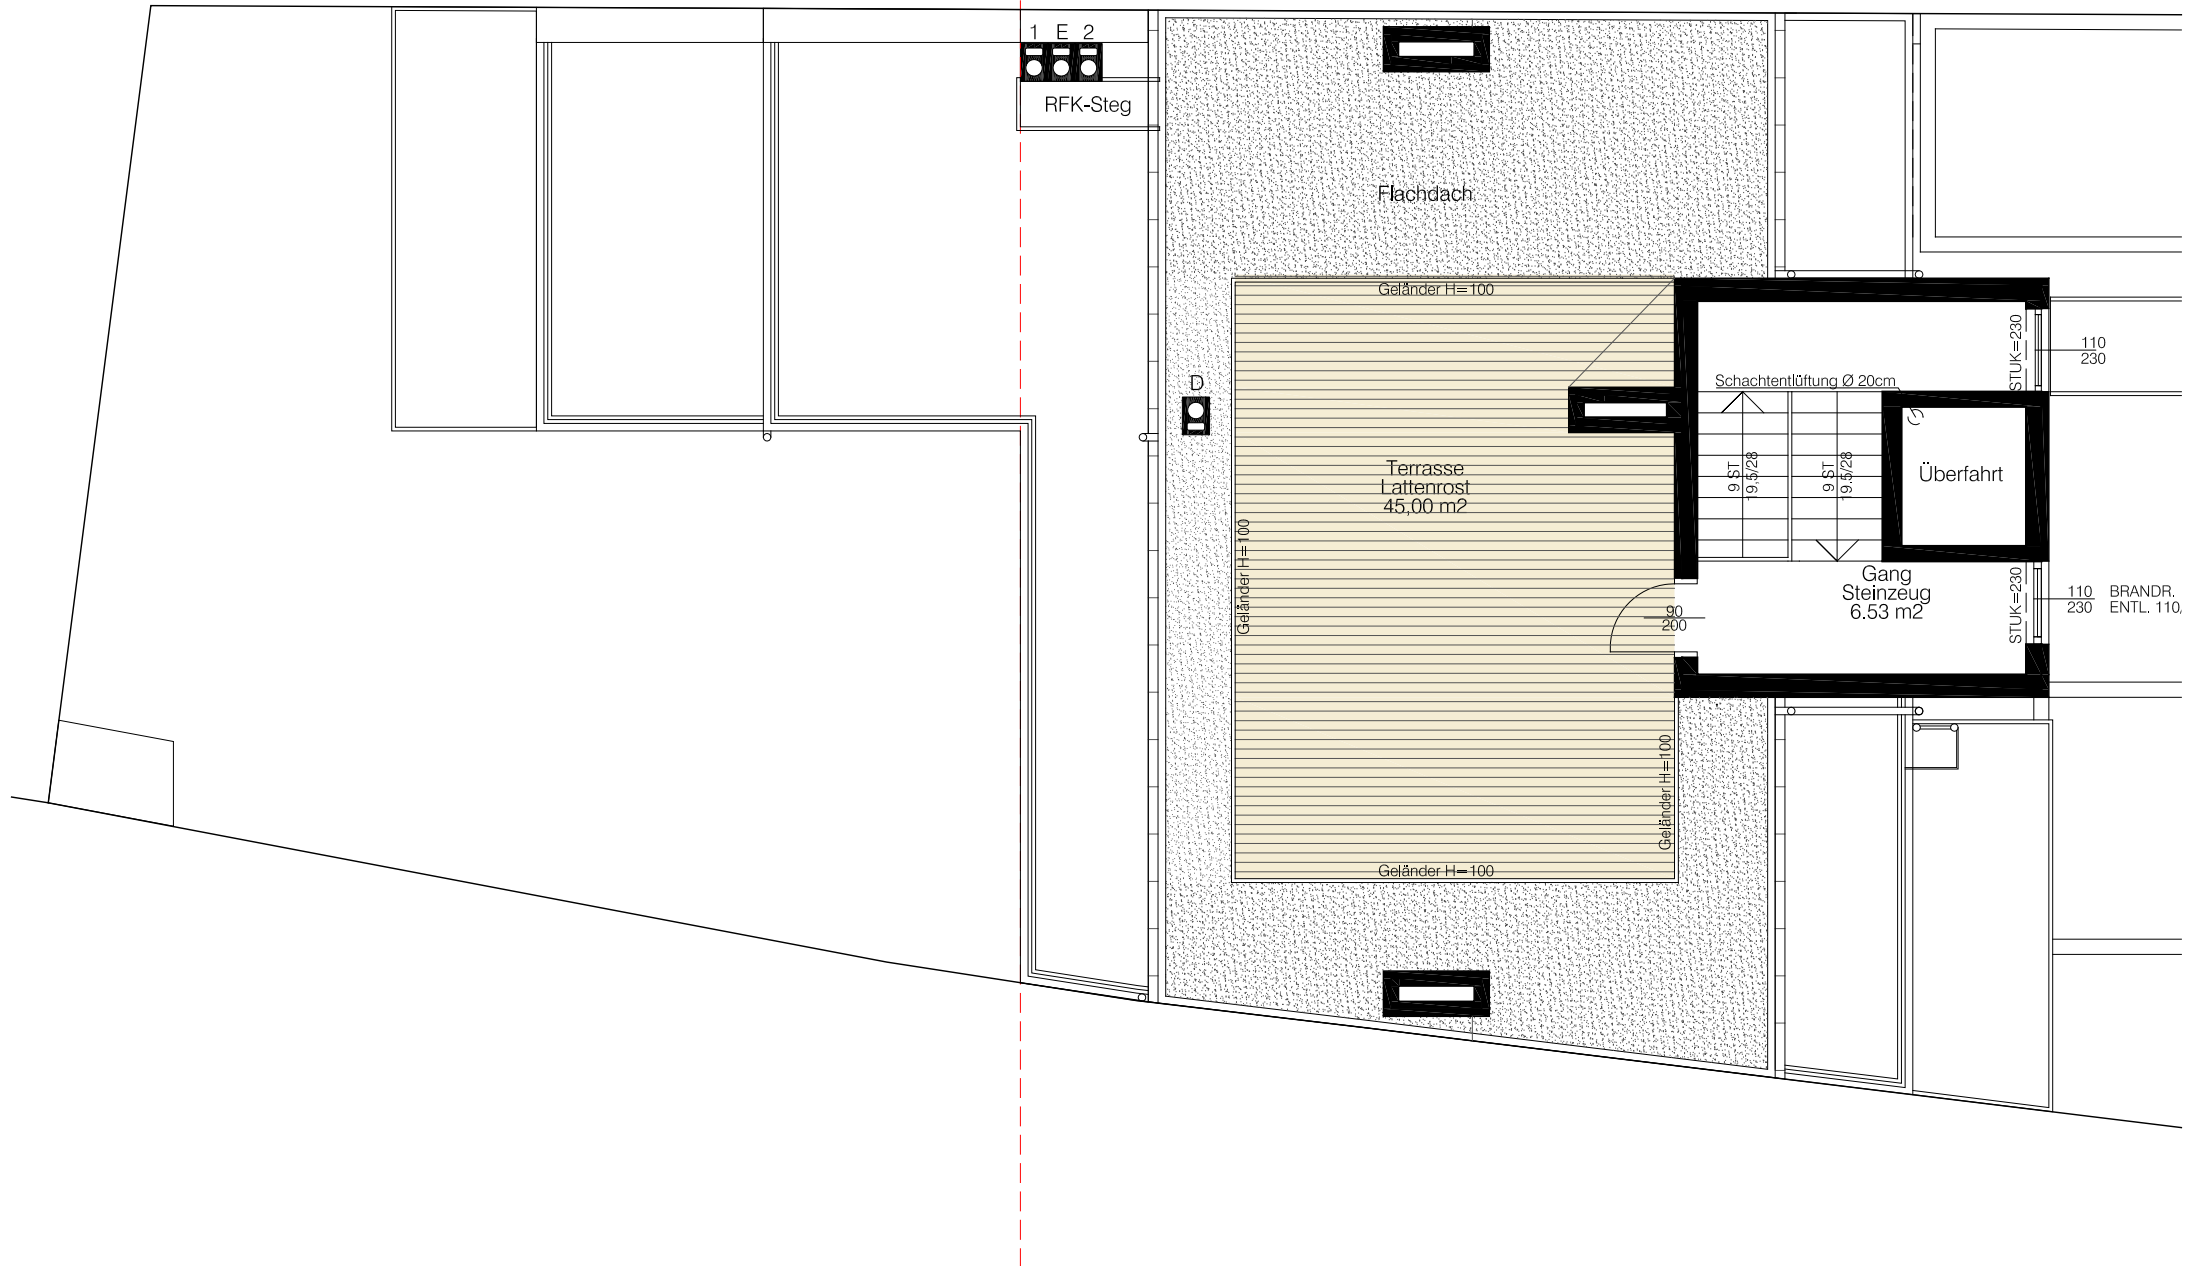 1 E 2
RFK-Steg
Flachdach
Geländer H=100
STUK=230
110
230
Schachtentlüftung Ø 20cm
D
Terrasse
Lattenrost
45,00 m2
9 ST
19,5/28
9 ST
19.5/28
Überfahrt
Geländer H=100
Gang
Steinzeug
6.53 m2
STUK=230
110
230
BRANDR.
ENTL. 110,
90
200
Geländer H=100
Geländer H=100